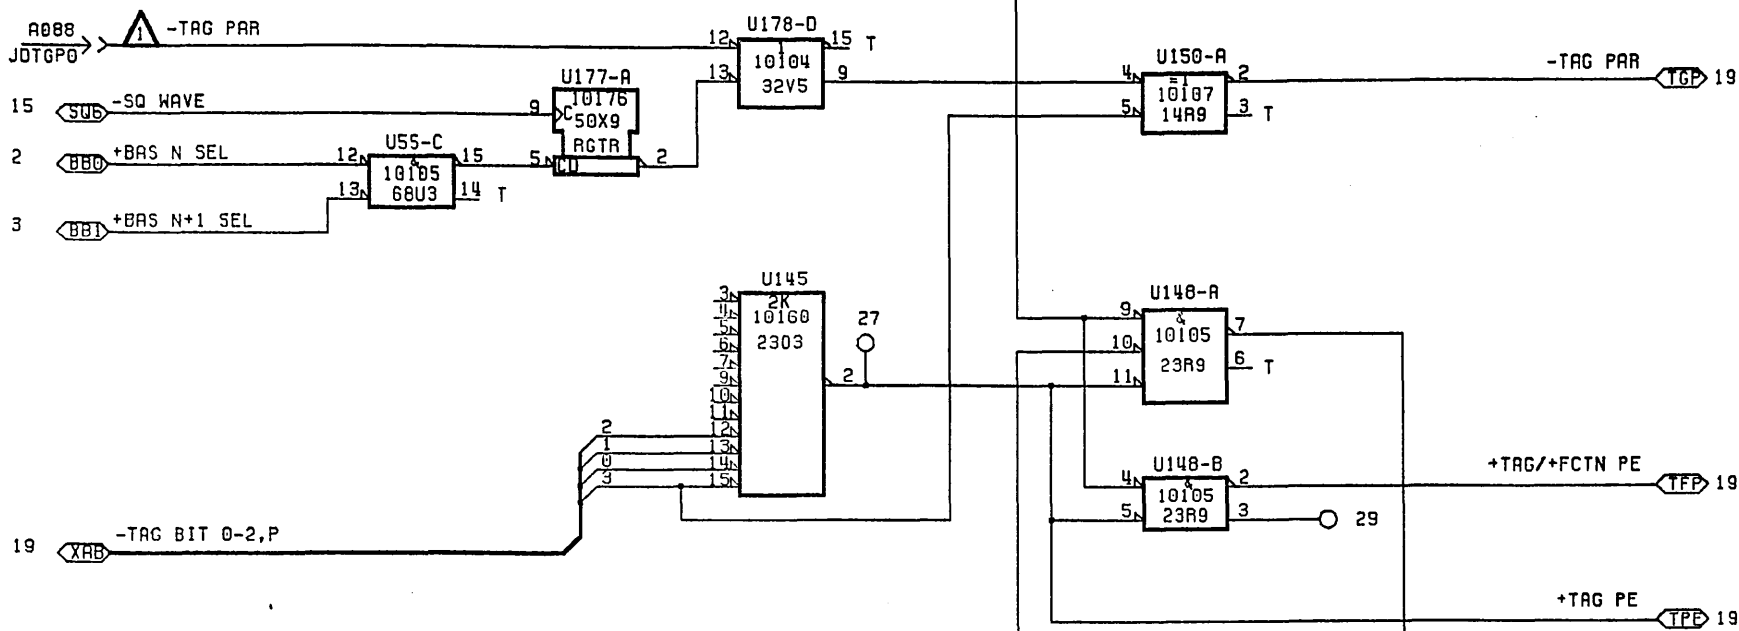 A088
JDTGP0
1
-TAG PAR
U178-D
12
13
1
10104
32V5
15 T
9
15
SQ6
-SQ WAVE
U177-A
9
C
10176
50X9
RGTR
5
CD
2
2
BB0
+BAS N SEL
U55-C
12
13
&
10105
68U3
15
14 T
3
BB1
+BAS N+1 SEL
U150-A
4
5
=1
10107
14A9
2
3 T
-TAG PAR
TGP
19
U145
3
4
5
6
7
9
10
11
12
13
14
15
2K
10160
23O3
2
27
2
1
0
3
19
XAB
-TAG BIT 0-2,P
U148-A
9
10
11
&
10105
23A9
7
6 T
U148-B
4
5
&
10105
23A9
2
3
29
+TAG/+FCTN PE
TFP
19
+TAG PE
TPE
19